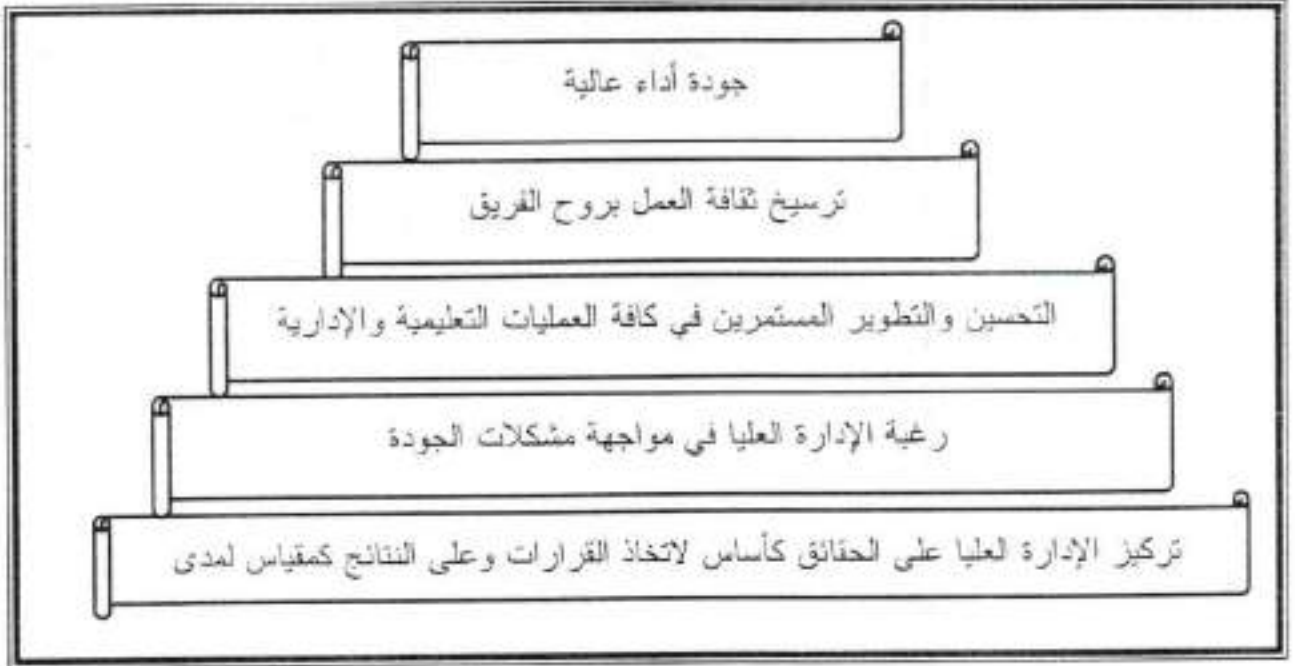 جودة أداء عالية
ترسيخ ثقافة العمل بروح الفريق
التحسين والتطوير المستمرين في كافة العمليات التعليمية والإدارية
رغبة الإدارة العليا في مواجهة مشكلات الجودة
تركيز الإدارة العليا على الحقائق كأساس لاتخاذ القرارات وعلى النتائج كمقياس لمدى